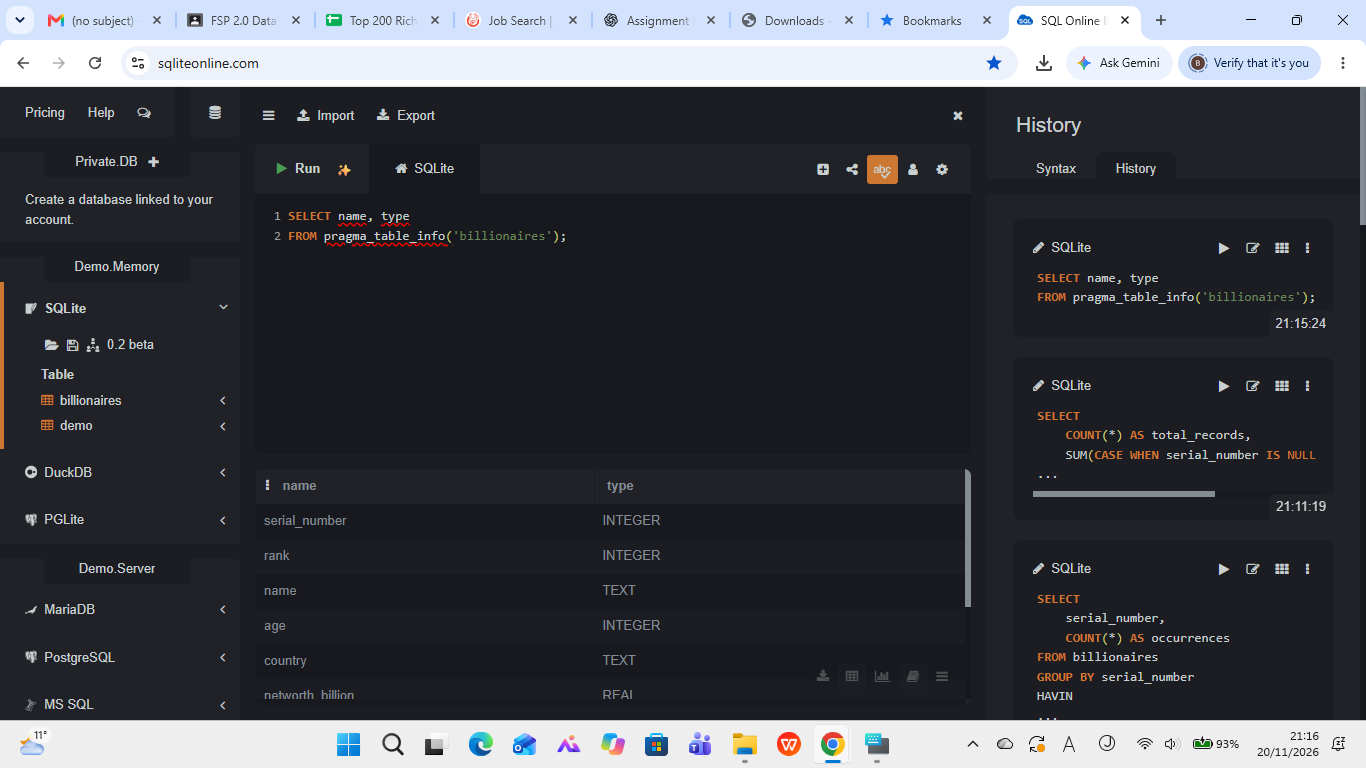 (no subject)
FSP 2.0 Data
Top 200 Rich
Job Search |
Assignment
Downloads -
Bookmarks
SQL Online I
sqliteonline.com
Ask Gemini
Verify that it's you
Pricing
Help
Import
Export
Private.DB
Create a database linked to your
account.
Demo.Memory
SQLite
0.2 beta
Table
billionaires
demo
DuckDB
PGLite
Demo.Server
MariaDB
PostgreSQL
MS SQL
Run
SQLite
abc
1 SELECT name, type
2 FROM pragma_table_info('billionaires');
name type
serial_number INTEGER
rank INTEGER
name TEXT
age INTEGER
country TEXT
networth_billion REAL
History
Syntax
History
SQLite
SELECT name, type
FROM pragma_table_info('billionaires');
21:15:24
SQLite
SELECT
COUNT(*) AS total_records,
SUM(CASE WHEN serial_number IS NULL
...
21:11:19
SQLite
SELECT
serial_number,
COUNT(*) AS occurrences
FROM billionaires
GROUP BY serial_number
HAVIN
...
11°
93%
21:16
20/11/2026